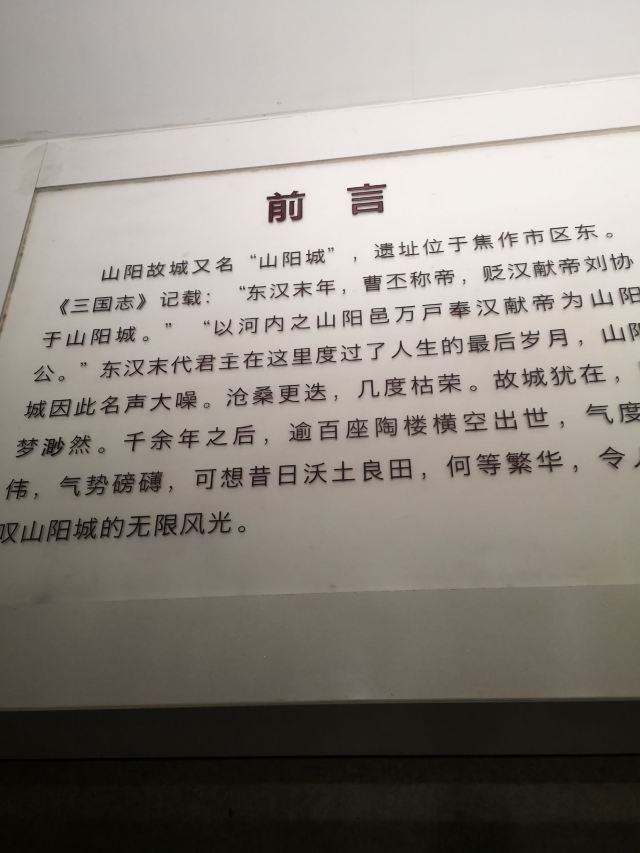 前言
山阳故城又名“山阳城”，遗址位于焦作市区东。
《三国志》记载：“东汉末年，曹丕称帝，贬汉献帝刘协
于山阳城。”“以河内之山阳邑万戸奉汉献帝为山阳
公。”东汉末代君主在这里度过了人生的最后岁月，山阳
城因此名声大噪。沧桑更迭，几度枯荣。故城犹在，
梦渺然。千余年之后，逾百座陶楼横空出世，气度
伟，气势磅礴，可想昔日沃土良田，何等繁华，令人
叹山阳城的无限风光。